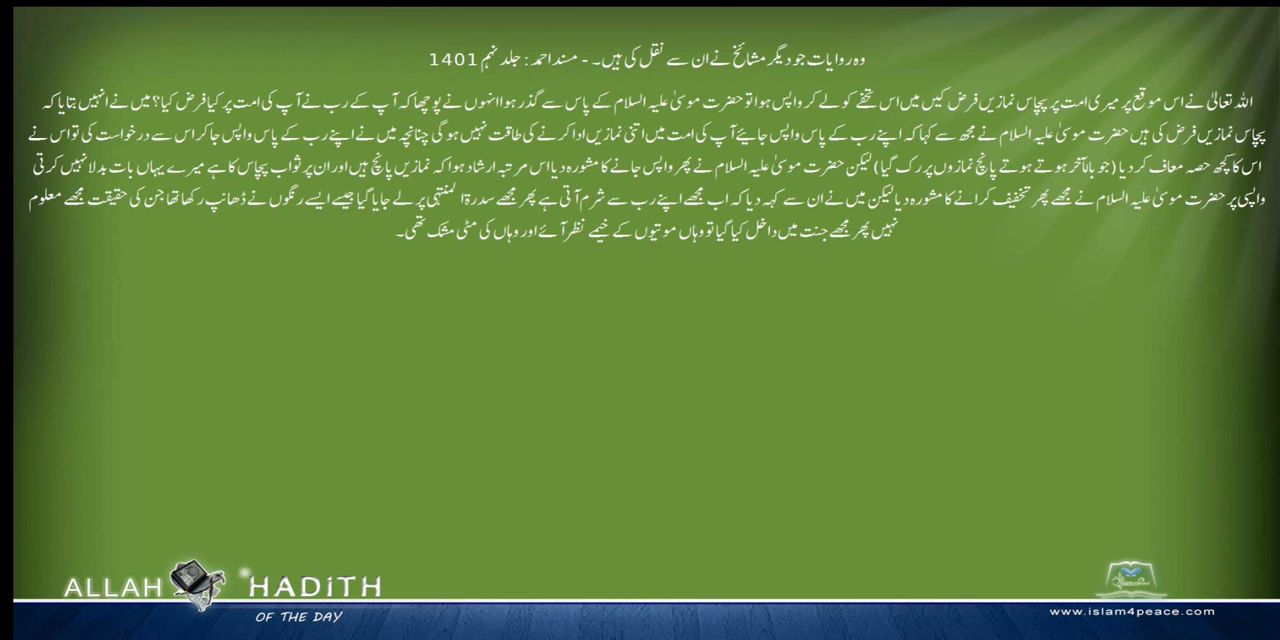 وہ روایات جو دیگر مشائخ نے ان سے نقل کی ہیں۔ - مسند احمد : جلد نہم 1401
اللہ تعالیٰ نے اس موقع پر میری امت پر پچاس نمازیں فرض کیں میں اس تحفے کو لے کر واپس ہوا تو حضرت موسیٰ علیہ السلام کے پاس سے گذر ہوا انہوں نے پوچھا کہ آپ کے رب نے آپ کی امت پر کیا فرض کیا؟ میں نے انہیں بتایا کہ
پچاس نمازیں فرض کی ہیں حضرت موسیٰ علیہ السلام نے مجھ سے کہا کہ اپنے رب کے پاس واپس جائیے آپ کی امت میں اتنی نمازیں ادا کرنے کی طاقت نہیں ہوگی چنانچہ میں نے اپنے رب کے پاس واپس جا کر اس سے درخواست کی تو اس نے
اس کا کچھ حصہ معاف کردیا (جو بالآخر ہوتے ہوتے پانچ نمازوں پر رک گیا) لیکن حضرت موسیٰ علیہ السلام نے پھر واپس جانے کا مشورہ دیا اس مرتبہ ارشاد ہوا کہ نمازیں پانچ ہیں اور ان پر ثواب پچاس کا ہے میرے یہاں بات بدلا نہیں کرتی
واپسی پر حضرت موسیٰ علیہ السلام نے مجھے پھر تخفیف کرانے کا مشورہ دیا لیکن میں نے ان سے کہہ دیا کہ اب مجھے اپنے رب سے شرم آتی ہے پھر مجھے سدرۃ المنتہی پر لے جایا گیا جیسے ایسے رنگوں نے ڈھانپ رکھا تھا جن کی حقیقت مجھے معلوم
نہیں پھر مجھے جنت میں داخل کیا گیا تو وہاں موتیوں کے خیمے نظر آئے اور وہاں کی مٹی مشک تھی۔
ALLAH HADITH
OF THE DAY
www.islam4peace.com